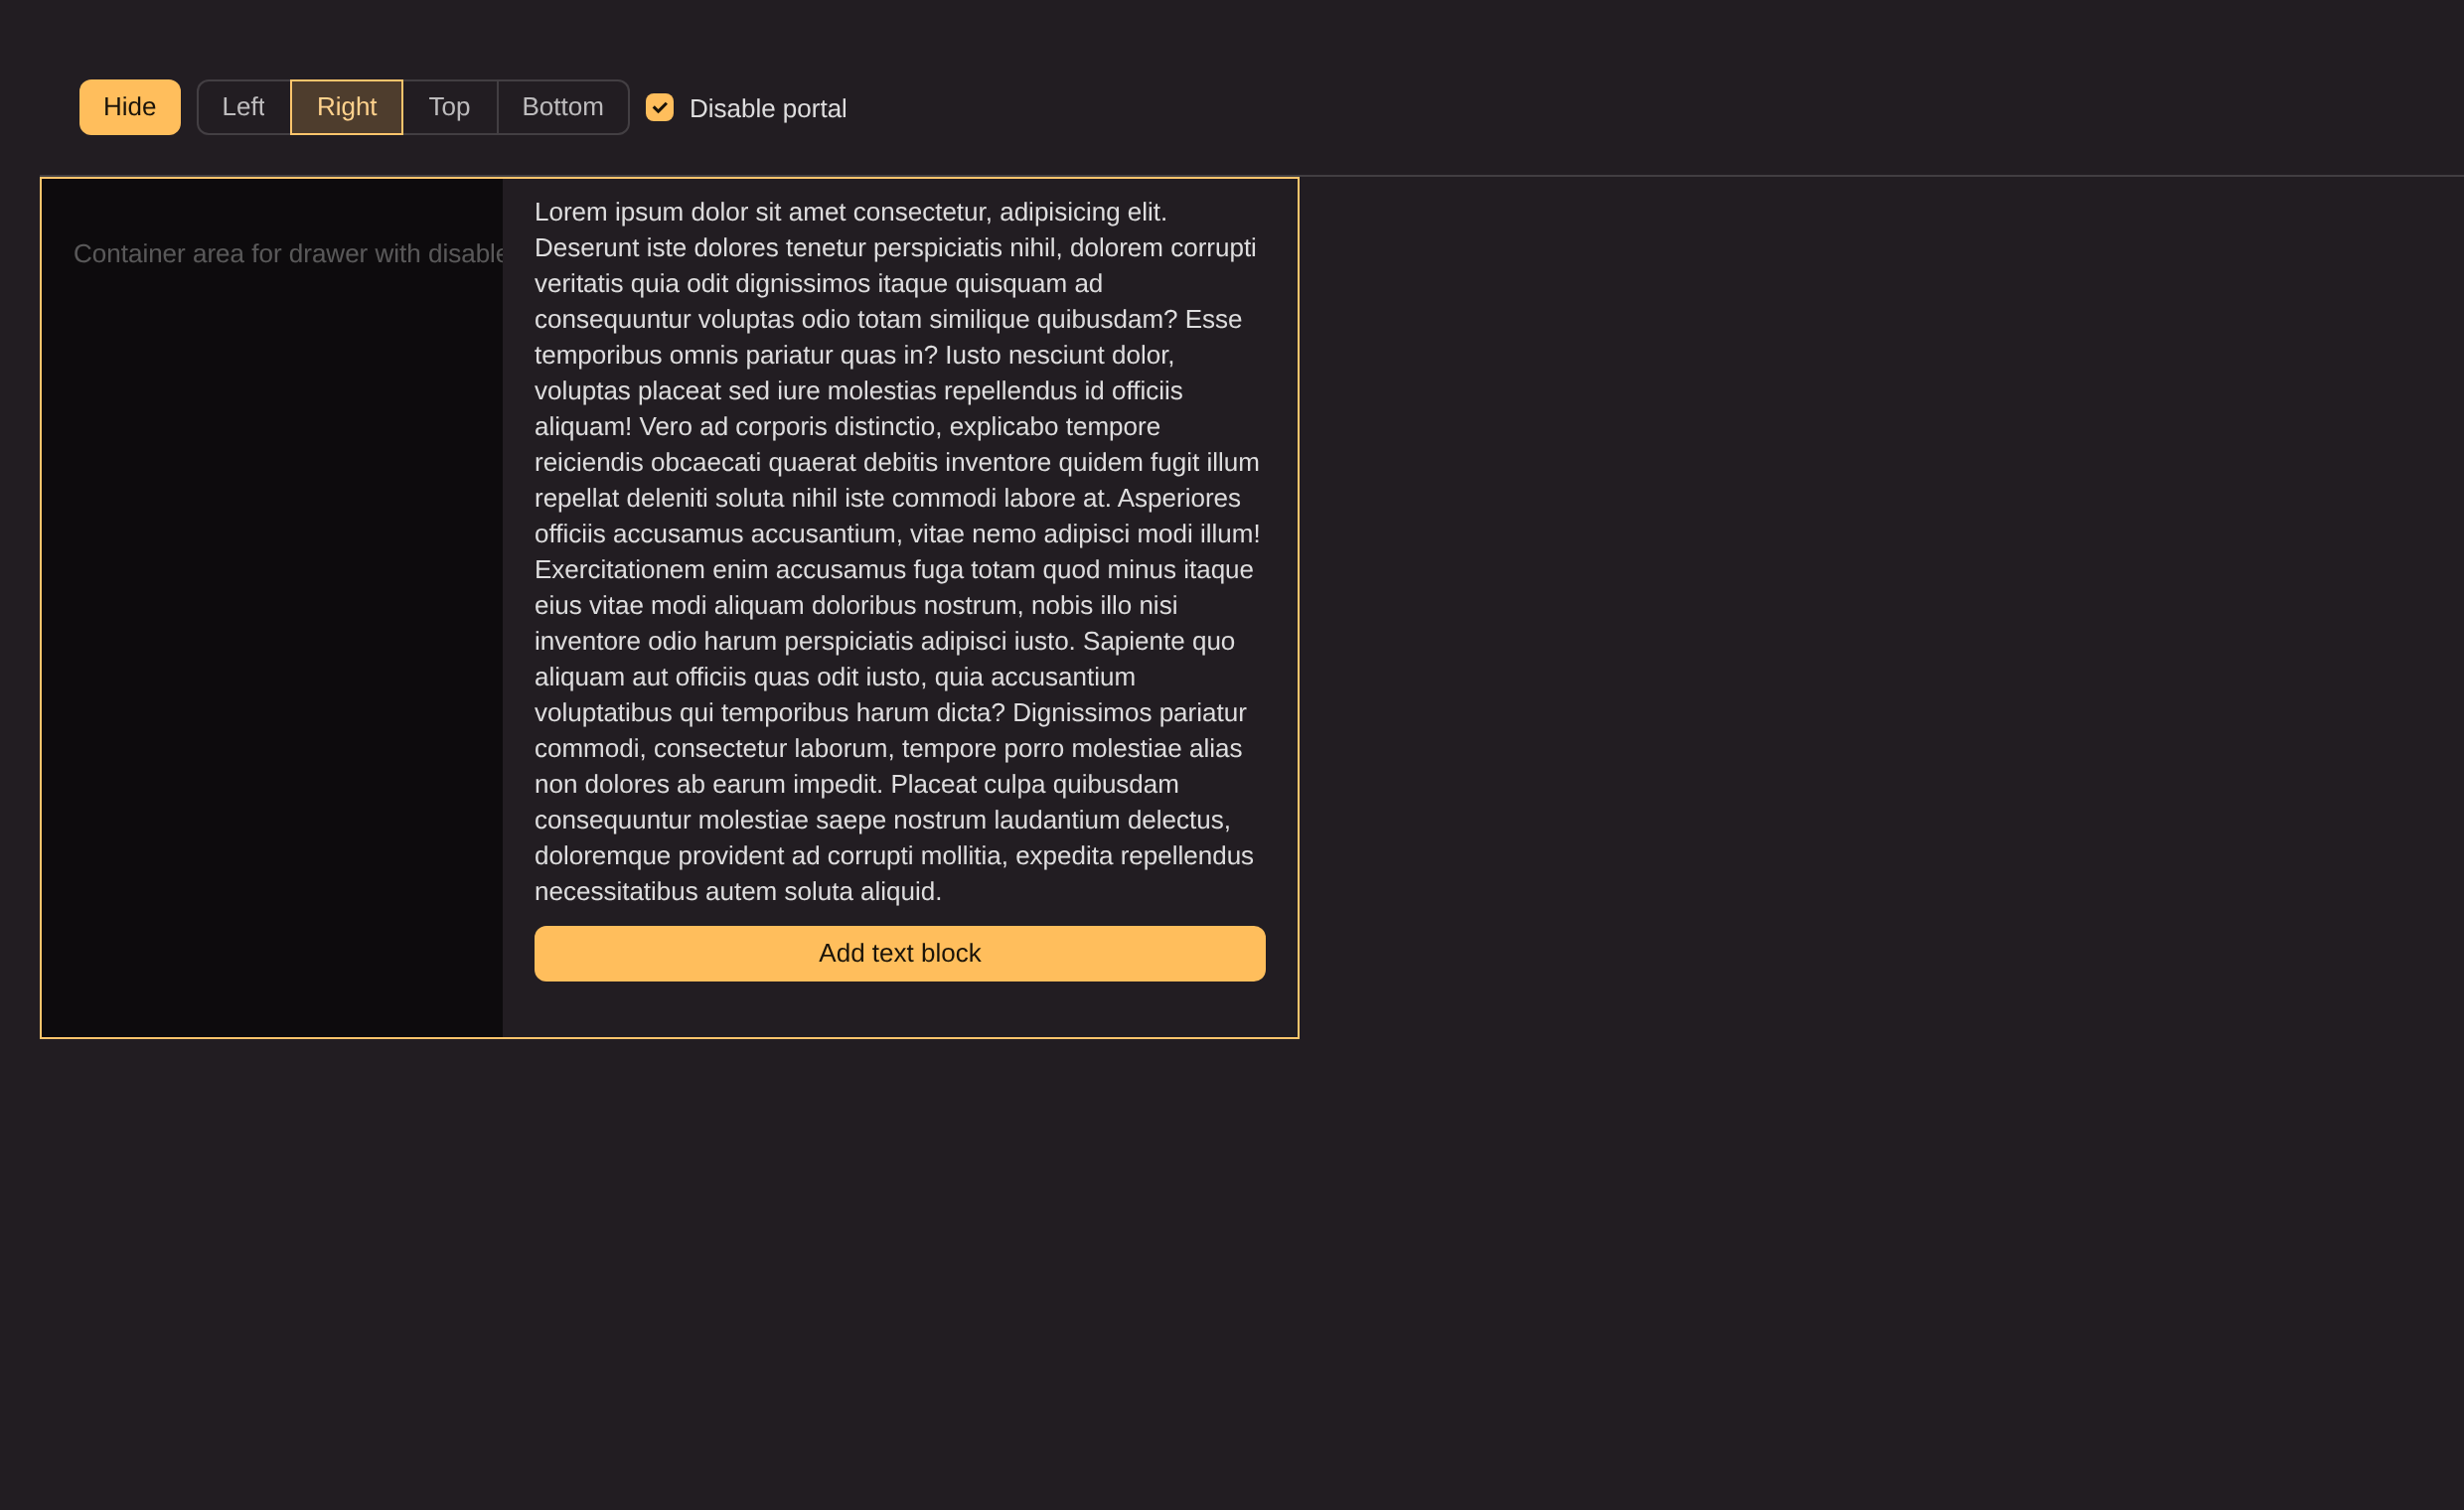 Hide Left Right Top Bottom Disable portal
Container area for drawer with disable
Lorem ipsum dolor sit amet consectetur, adipisicing elit.
Deserunt iste dolores tenetur perspiciatis nihil, dolorem corrupti
veritatis quia odit dignissimos itaque quisquam ad
consequuntur voluptas odio totam similique quibusdam? Esse
temporibus omnis pariatur quas in? Iusto nesciunt dolor,
voluptas placeat sed iure molestias repellendus id officiis
aliquam! Vero ad corporis distinctio, explicabo tempore
reiciendis obcaecati quaerat debitis inventore quidem fugit illum
repellat deleniti soluta nihil iste commodi labore at. Asperiores
officiis accusamus accusantium, vitae nemo adipisci modi illum!
Exercitationem enim accusamus fuga totam quod minus itaque
eius vitae modi aliquam doloribus nostrum, nobis illo nisi
inventore odio harum perspiciatis adipisci iusto. Sapiente quo
aliquam aut officiis quas odit iusto, quia accusantium
voluptatibus qui temporibus harum dicta? Dignissimos pariatur
commodi, consectetur laborum, tempore porro molestiae alias
non dolores ab earum impedit. Placeat culpa quibusdam
consequuntur molestiae saepe nostrum laudantium delectus,
doloremque provident ad corrupti mollitia, expedita repellendus
necessitatibus autem soluta aliquid.
Add text block